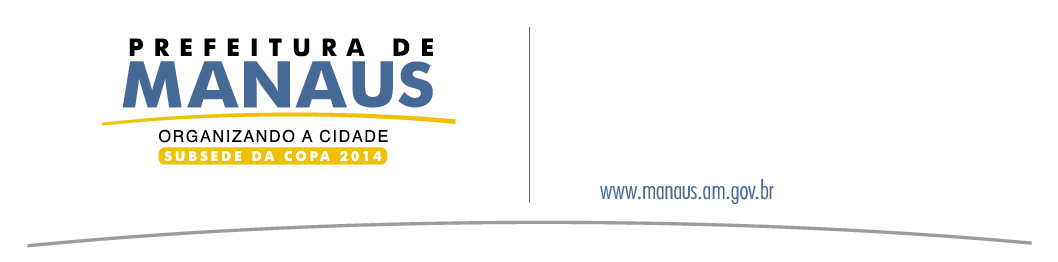 PREFEITURA DE
MANAUS
ORGANIZANDO A CIDADE
SUBSEDE DA COPA 2014
www.manaus.am.gov.br